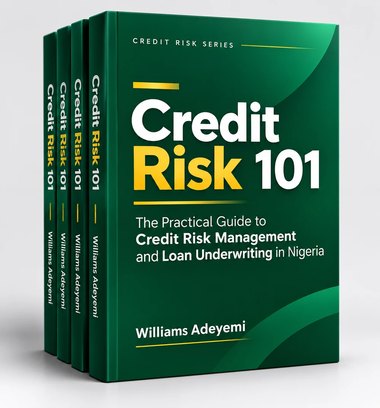 CREDIT RISK SERIES
Credit
Risk 101
The Practical Guide to
Credit Risk Management
and Loan Underwriting in Nigeria
Williams Adeyemi
Credit Risk 101
Williams Adeyemi
Credit Risk 101
Williams Adeyemi
Credit Risk 101
Williams Adeyemi
Credit Risk 101
Williams Adeyemi